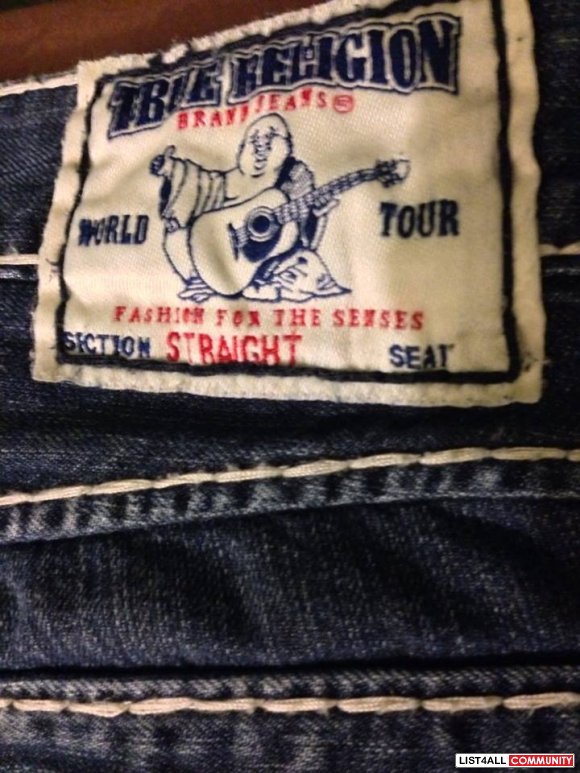 TRUE RELIGION
BRAND JEANS®
WORLD TOUR
FASHION FOR THE SENSES
SECTION STRAIGHT SEAT
LIST4ALL COMMUNITY